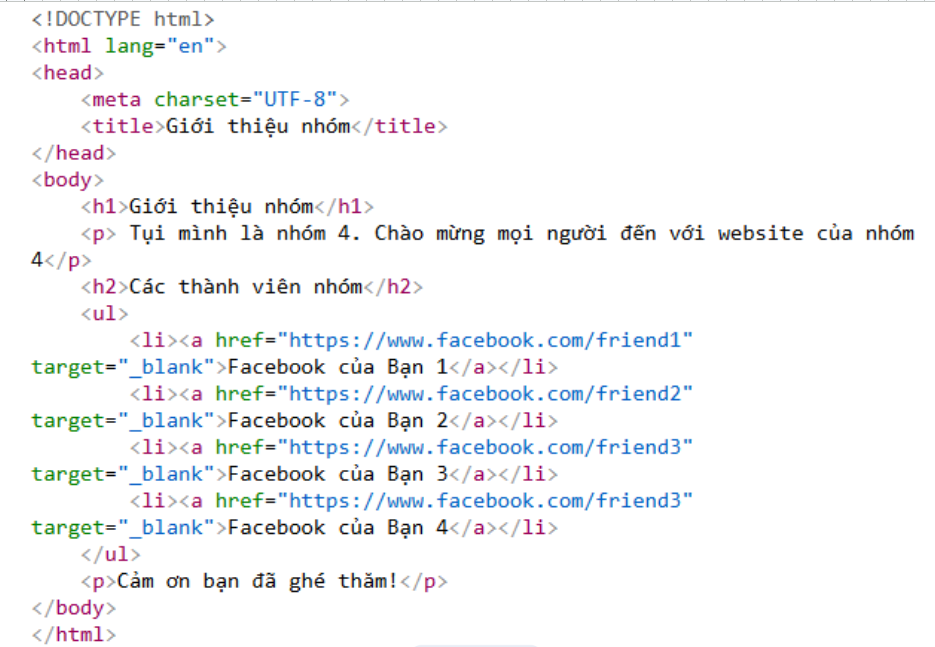 <!DOCTYPE html>
<html lang="en">
<head>
    <meta charset="UTF-8">
    <title>Giới thiệu nhóm</title>
</head>
<body>
    <h1>Giới thiệu nhóm</h1>
    <p> Tụi mình là nhóm 4. Chào mừng mọi người đến với website của nhóm
4</p>
    <h2>Các thành viên nhóm</h2>
    <ul>
        <li><a href="https://www.facebook.com/friend1"
target="_blank">Facebook của Bạn 1</a></li>
        <li><a href="https://www.facebook.com/friend2"
target="_blank">Facebook của Bạn 2</a></li>
        <li><a href="https://www.facebook.com/friend3"
target="_blank">Facebook của Bạn 3</a></li>
        <li><a href="https://www.facebook.com/friend3"
target="_blank">Facebook của Bạn 4</a></li>
    </ul>
    <p>Cảm ơn bạn đã ghé thăm!</p>
</body>
</html>